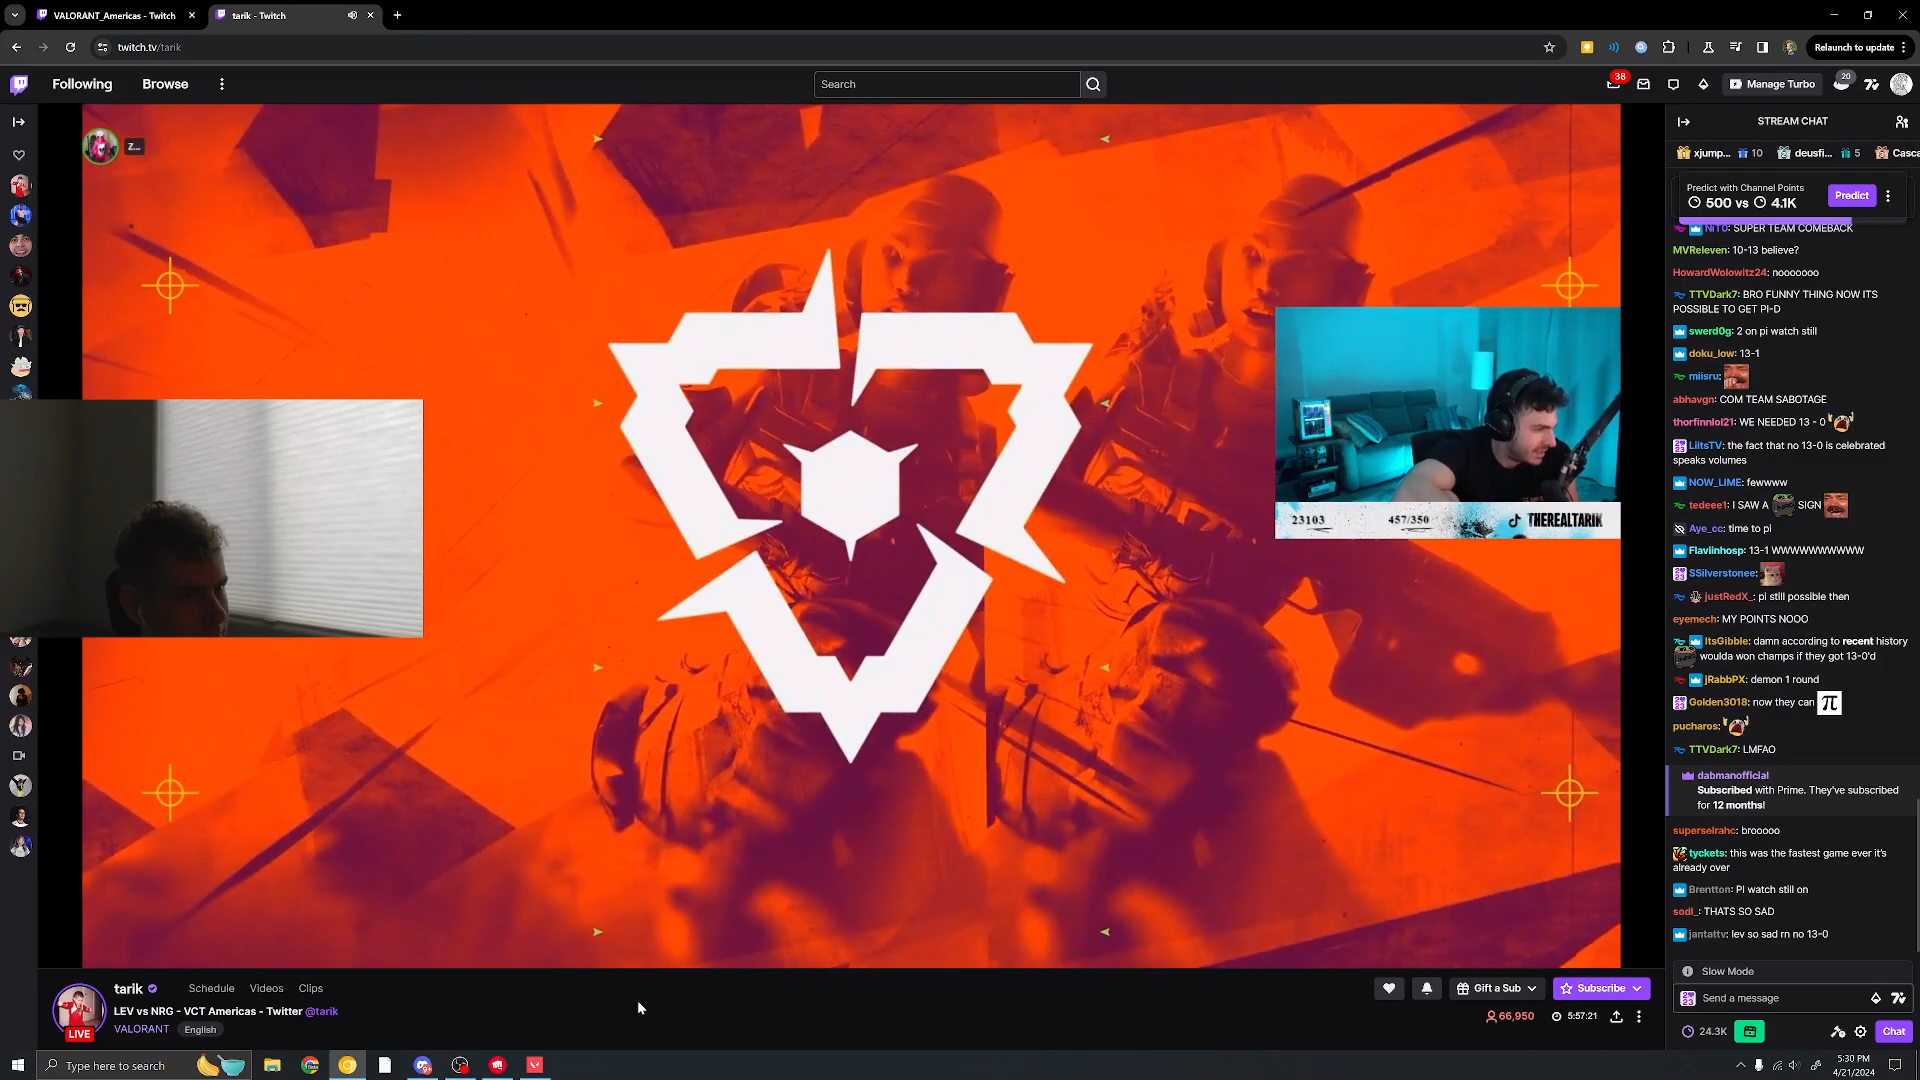 VALORANT_Americas - Twitch
tarik - Twitch
twitch.tv/tarik
Relaunch to update
Following
Browse
Search
38
Manage Turbo
20
STREAM CHAT
Z...
xjump... 10
deusfi... 5
Casca
Predict with Channel Points
500 vs 4.1K
Predict
NiT0: SUPER TEAM COMEBACK
MVReleven: 10-13 believe?
HowardWolowitz24: nooooooo
TTVDark7: BRO FUNNY THING NOW ITS
POSSIBLE TO GET PI-D
swerd0g: 2 on pi watch still
doku_low: 13-1
miisru:
abhavgn: COM TEAM SABOTAGE
thorfinnlol21: WE NEEDED 13 - 0
LiitsTV: the fact that no 13-0 is celebrated
speaks volumes
NOW_LIME: fewwww
tedeee1: I SAW A SIGN
Aye_cc: time to pi
Flaviinhosp: 13-1 WWWWWWWWWW
SSilverstonee:
justRedX_: pi still possible then
eyemech: MY POINTS NOOO
ItsGibble: damn according to recent history
woulda won champs if they got 13-0'd
jRabbPX: demon 1 round
Golden3018: now they can π
pucharos:
TTVDark7: LMFAO
dabmanofficial
Subscribed with Prime. They've subscribed
for 12 months!
superselrahc: brooooo
tyckets: this was the fastest game ever it's
already over
Brentton: PI watch still on
sodl_: THATS SO SAD
jantattv: lev so sad rn no 13-0
23103
457/350
THEREALTARIK
Slow Mode
Send a message
24.3K
Chat
tarik
Schedule
Videos
Clips
Gift a Sub
Subscribe
LEV vs NRG - VCT Americas - Twitter @tarik
VALORANT
English
LIVE
66,950
5:57:21
Type here to search
5:30 PM
4/21/2024